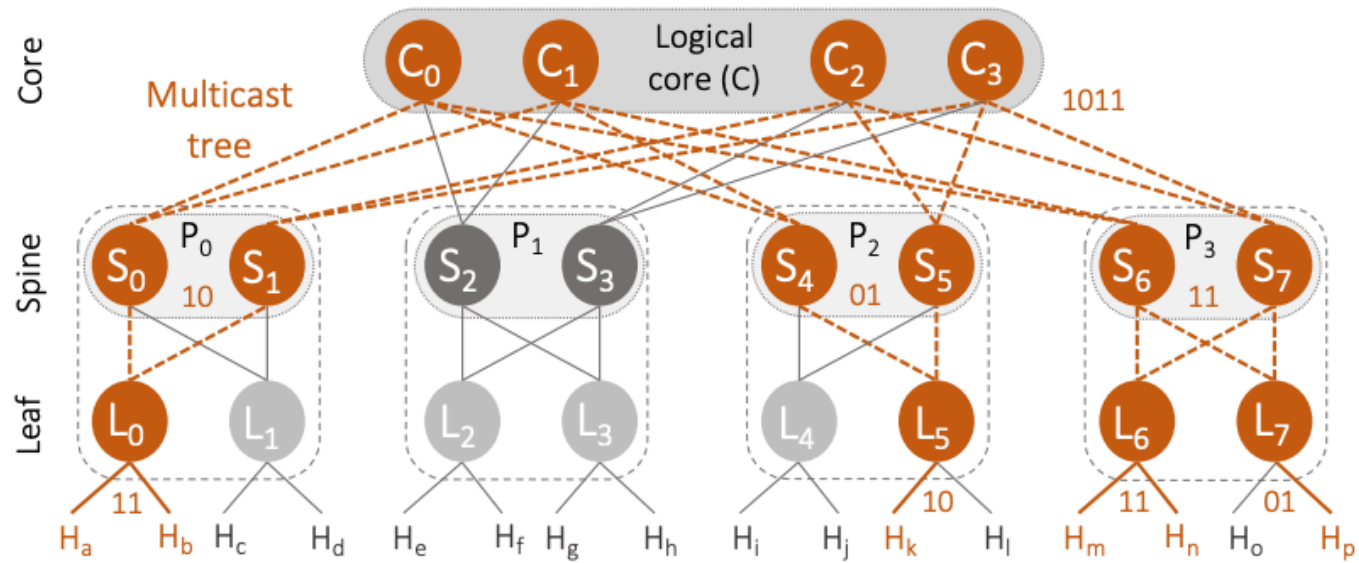 Core
C0 C1 Logical core (C) C2 C3
Multicast tree
1011
Spine
P0 P1 P2 P3
S0 S1 S2 S3 S4 S5 S6 S7
10 01 11
Leaf
L0 L1 L2 L3 L4 L5 L6 L7
11 10 11 01
Ha Hb Hc Hd He Hf Hg Hh Hi Hj Hk Hl Hm Hn Ho Hp